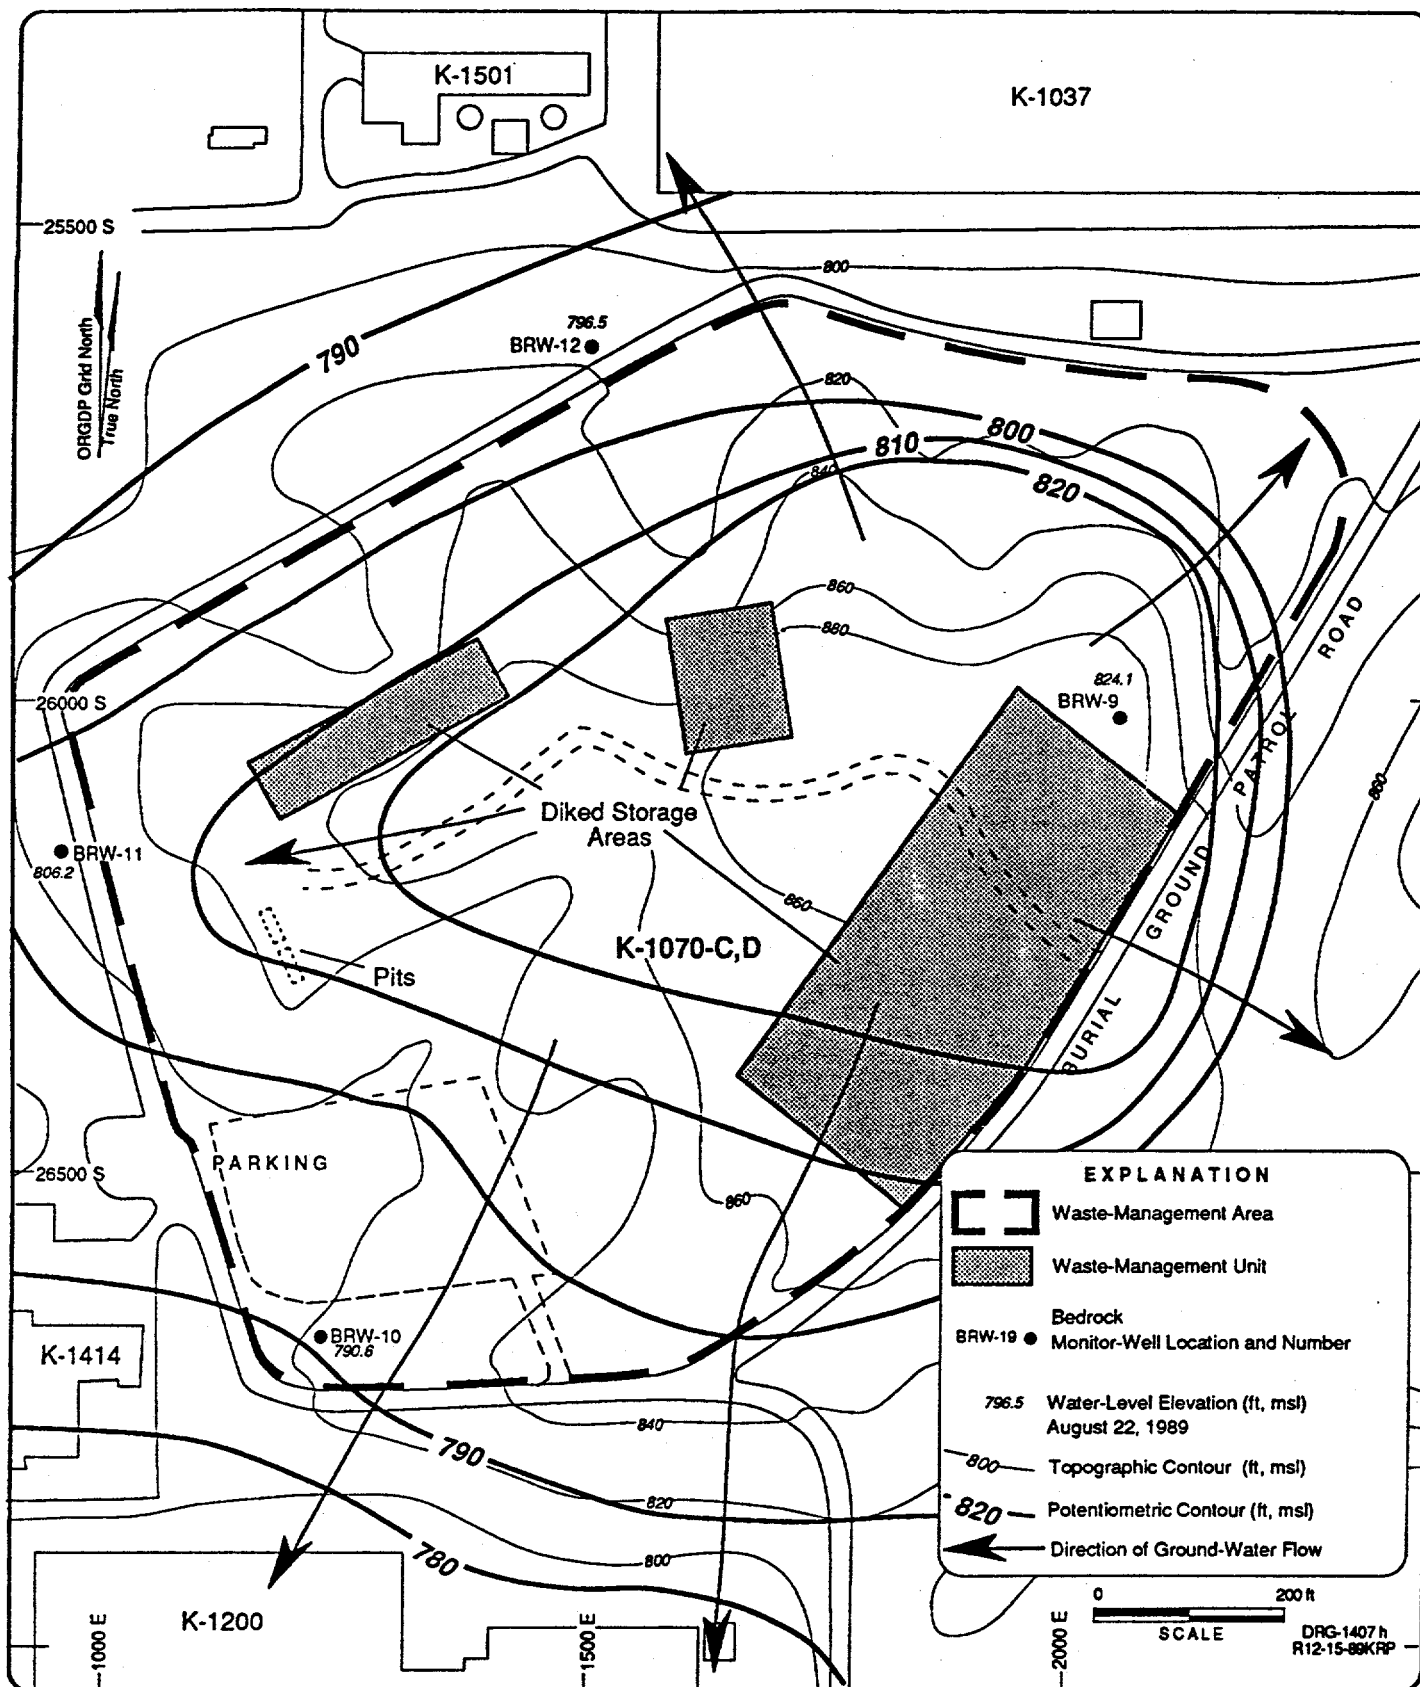 K-1501
K-1037
25500 S
ORGDP Grid North
True North
800
796.5
BRW-12
790
820
800
810
840
820
860
880
ROAD
824.1
BRW-9
26000 S
PATROL
860
Diked Storage
Areas
BRW-11
806.2
GROUND
860
K-1070-C,D
Pits
BURIAL
PARKING
26500 S
860
BRW-10
790.6
K-1414
840
790
820
780
800
K-1200
1000 E
1500 E
2000 E
EXPLANATION
Waste-Management Area
Waste-Management Unit
Bedrock
BRW-19 Monitor-Well Location and Number
796.5 Water-Level Elevation (ft, msl)
August 22, 1989
800 Topographic Contour (ft, msl)
820 Potentiometric Contour (ft, msl)
Direction of Ground-Water Flow
0 200 ft
SCALE
DRG-1407 h
R12-15-89KRP